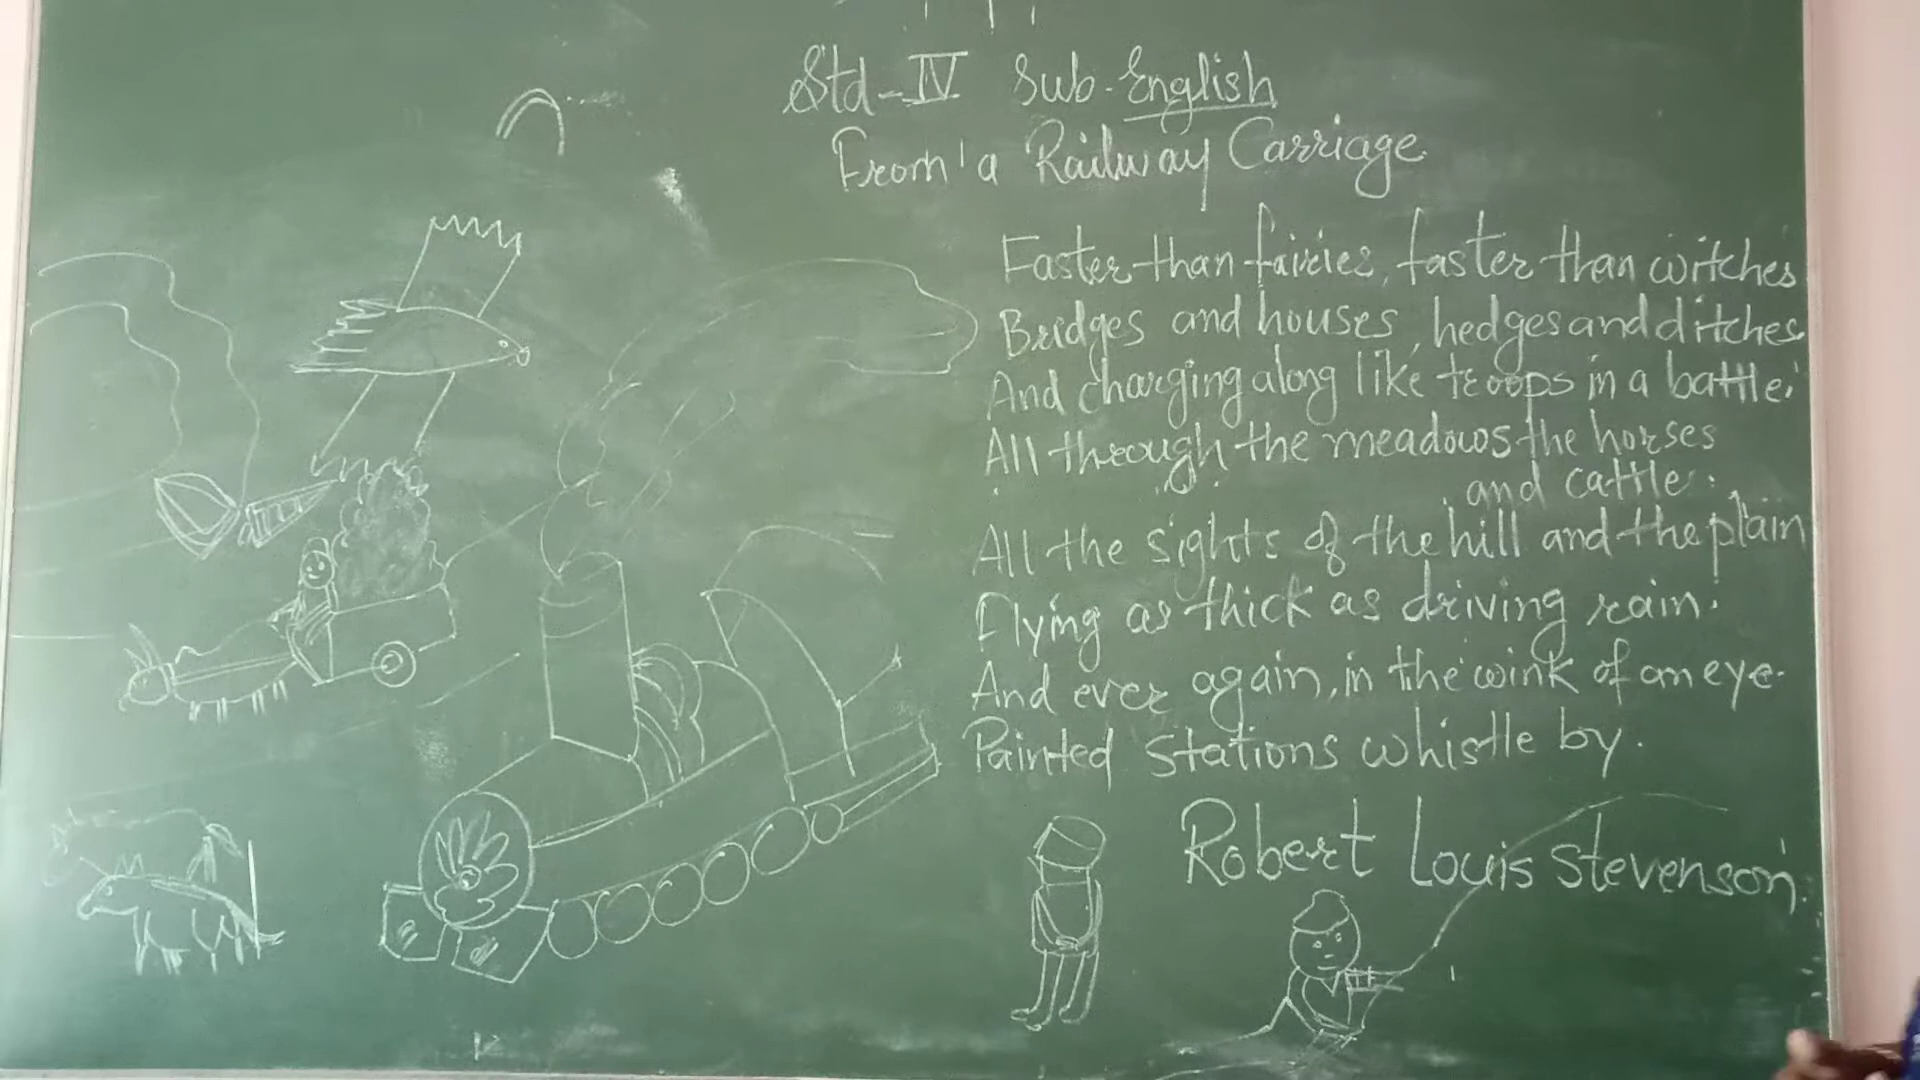 Std-IV Sub-English
From a Railway Carriage
Faster than fairies, faster than witches
Bridges and houses, hedges and ditches
And charging along like troops in a battle.
All through the meadows the horses
and cattle.
All the sights of the hill and the plain
Flying as thick as driving rain.
And ever again, in the wink of an eye.
Painted Stations whistle by.
Robert Louis Stevenson.